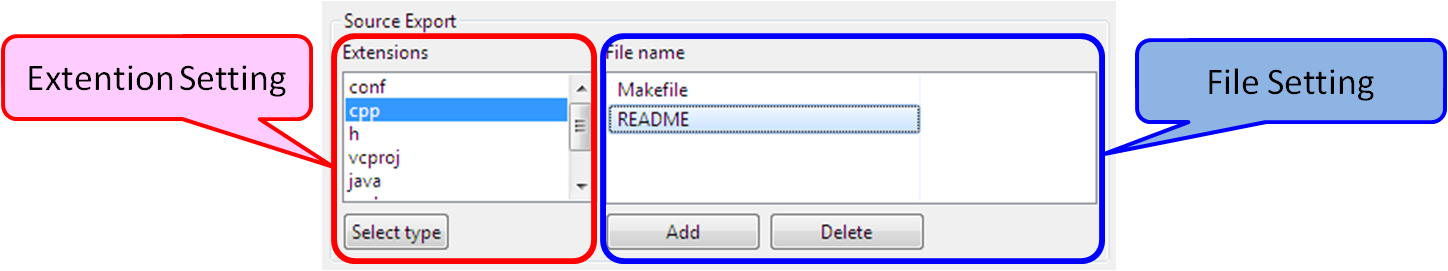 Source Export
Extensions
File name
Extention Setting
conf
cpp
h
vcproj
java
Makefile
README
File Setting
Select type
Add
Delete